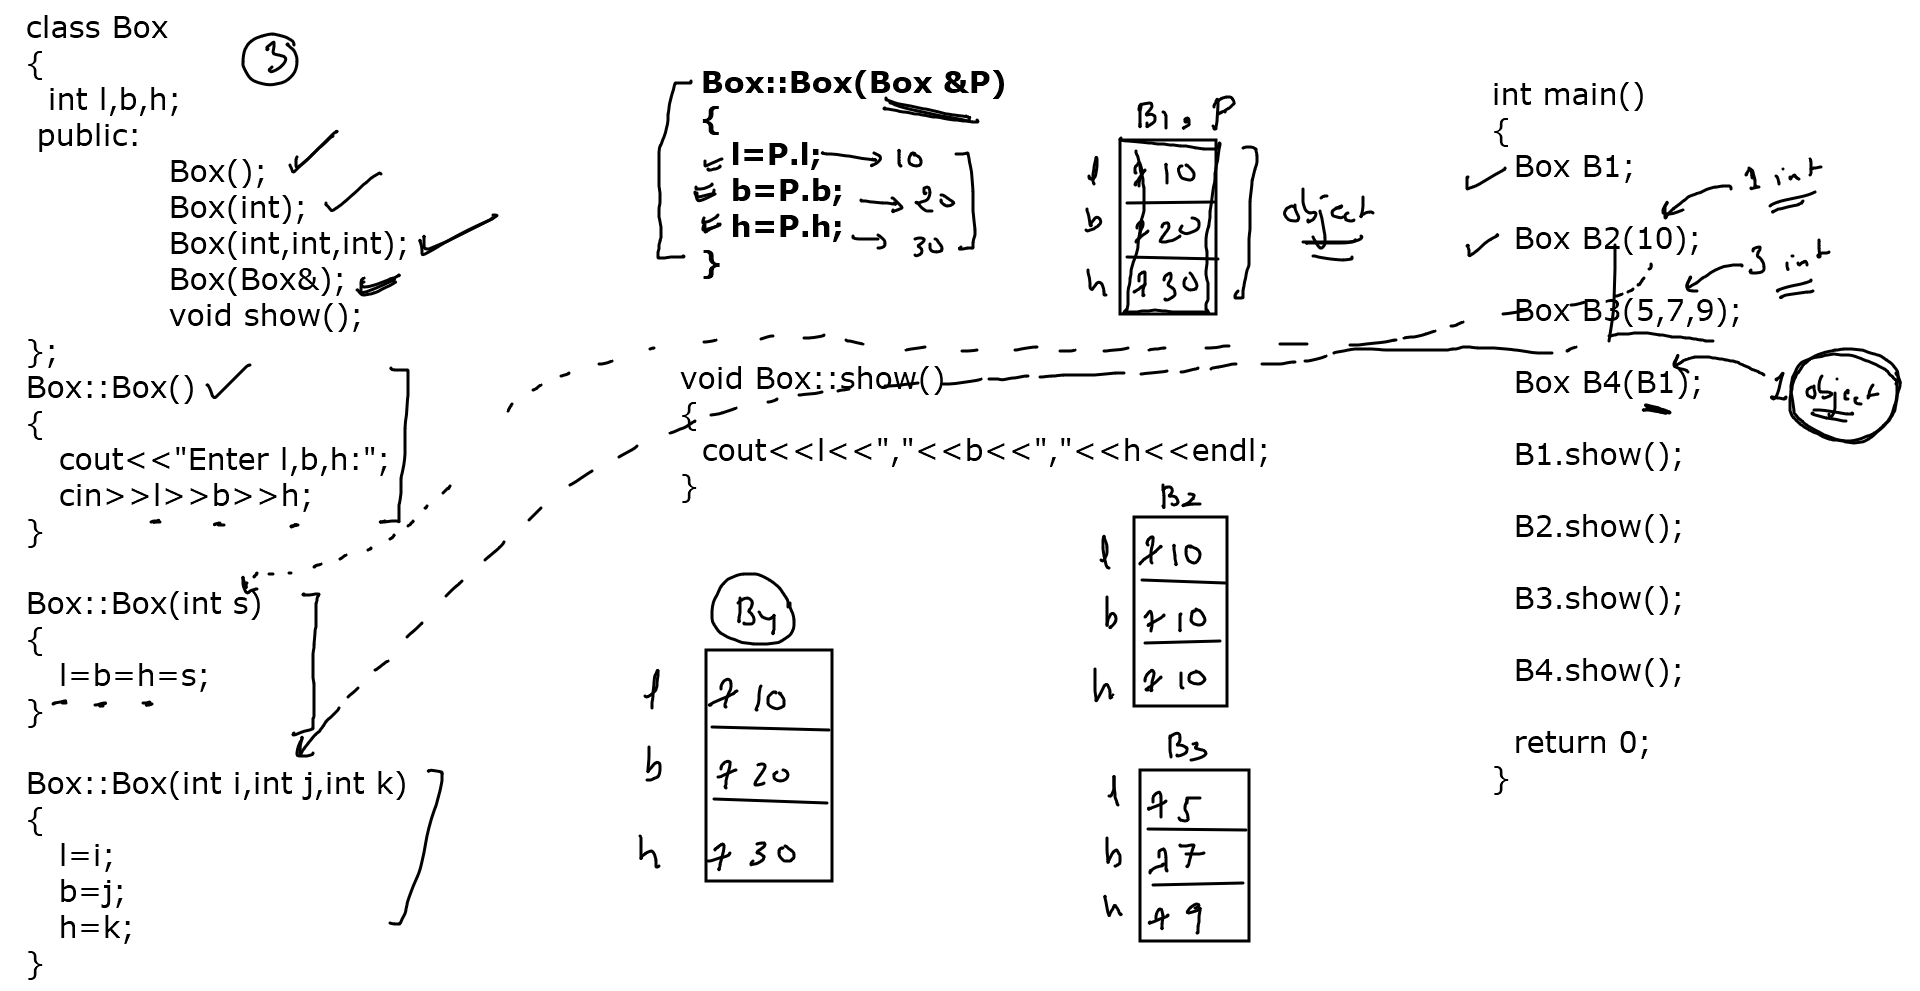 class Box
{
int l,b,h;
public:
Box();
Box(int);
Box(int,int,int);
Box(Box&);
void show();
};
3
Box::Box()
{
cout<<"Enter l,b,h:";
cin>>l>>b>>h;
}
Box::Box(int s)
{
l=b=h=s;
}
Box::Box(int i,int j,int k)
{
l=i;
b=j;
h=k;
}
Box::Box(Box &P)
{
l=P.l; 10
b=P.b; 20
h=P.h; 30
}
B1, P
l 10
b 20
h 30
object
void Box::show()
{
cout<<l<<","<<b<<","<<h<<endl;
}
B4
l 10
b 20
h 30
B2
l 10
b 10
h 10
B3
l 5
b 7
h 9
int main()
{
Box B1;
1 int
Box B2(10);
3 int
Box B3(5,7,9);
Box B4(B1);
1 object
B1.show();
B2.show();
B3.show();
B4.show();
return 0;
}